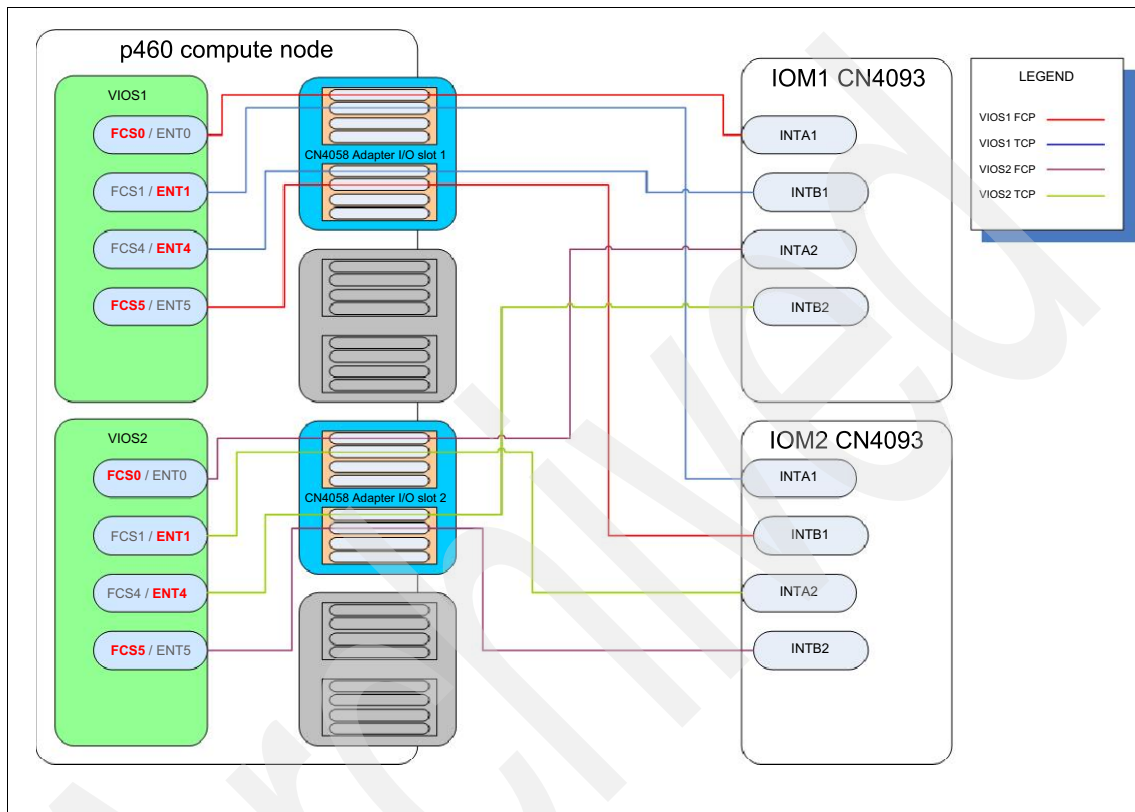 p460 compute node
VIOS1
FCS0 / ENT0
FCS1 / ENT1
FCS4 / ENT4
FCS5 / ENT5
CN4058 Adapter I/O slot 1
VIOS2
FCS0 / ENT0
FCS1 / ENT1
FCS4 / ENT4
FCS5 / ENT5
CN4058 Adapter I/O slot 2
IOM1 CN4093
INTA1
INTB1
INTA2
INTB2
IOM2 CN4093
INTA1
INTB1
INTA2
INTB2
LEGEND
VIOS1 FCP
VIOS1 TCP
VIOS2 FCP
VIOS2 TCP
Archived